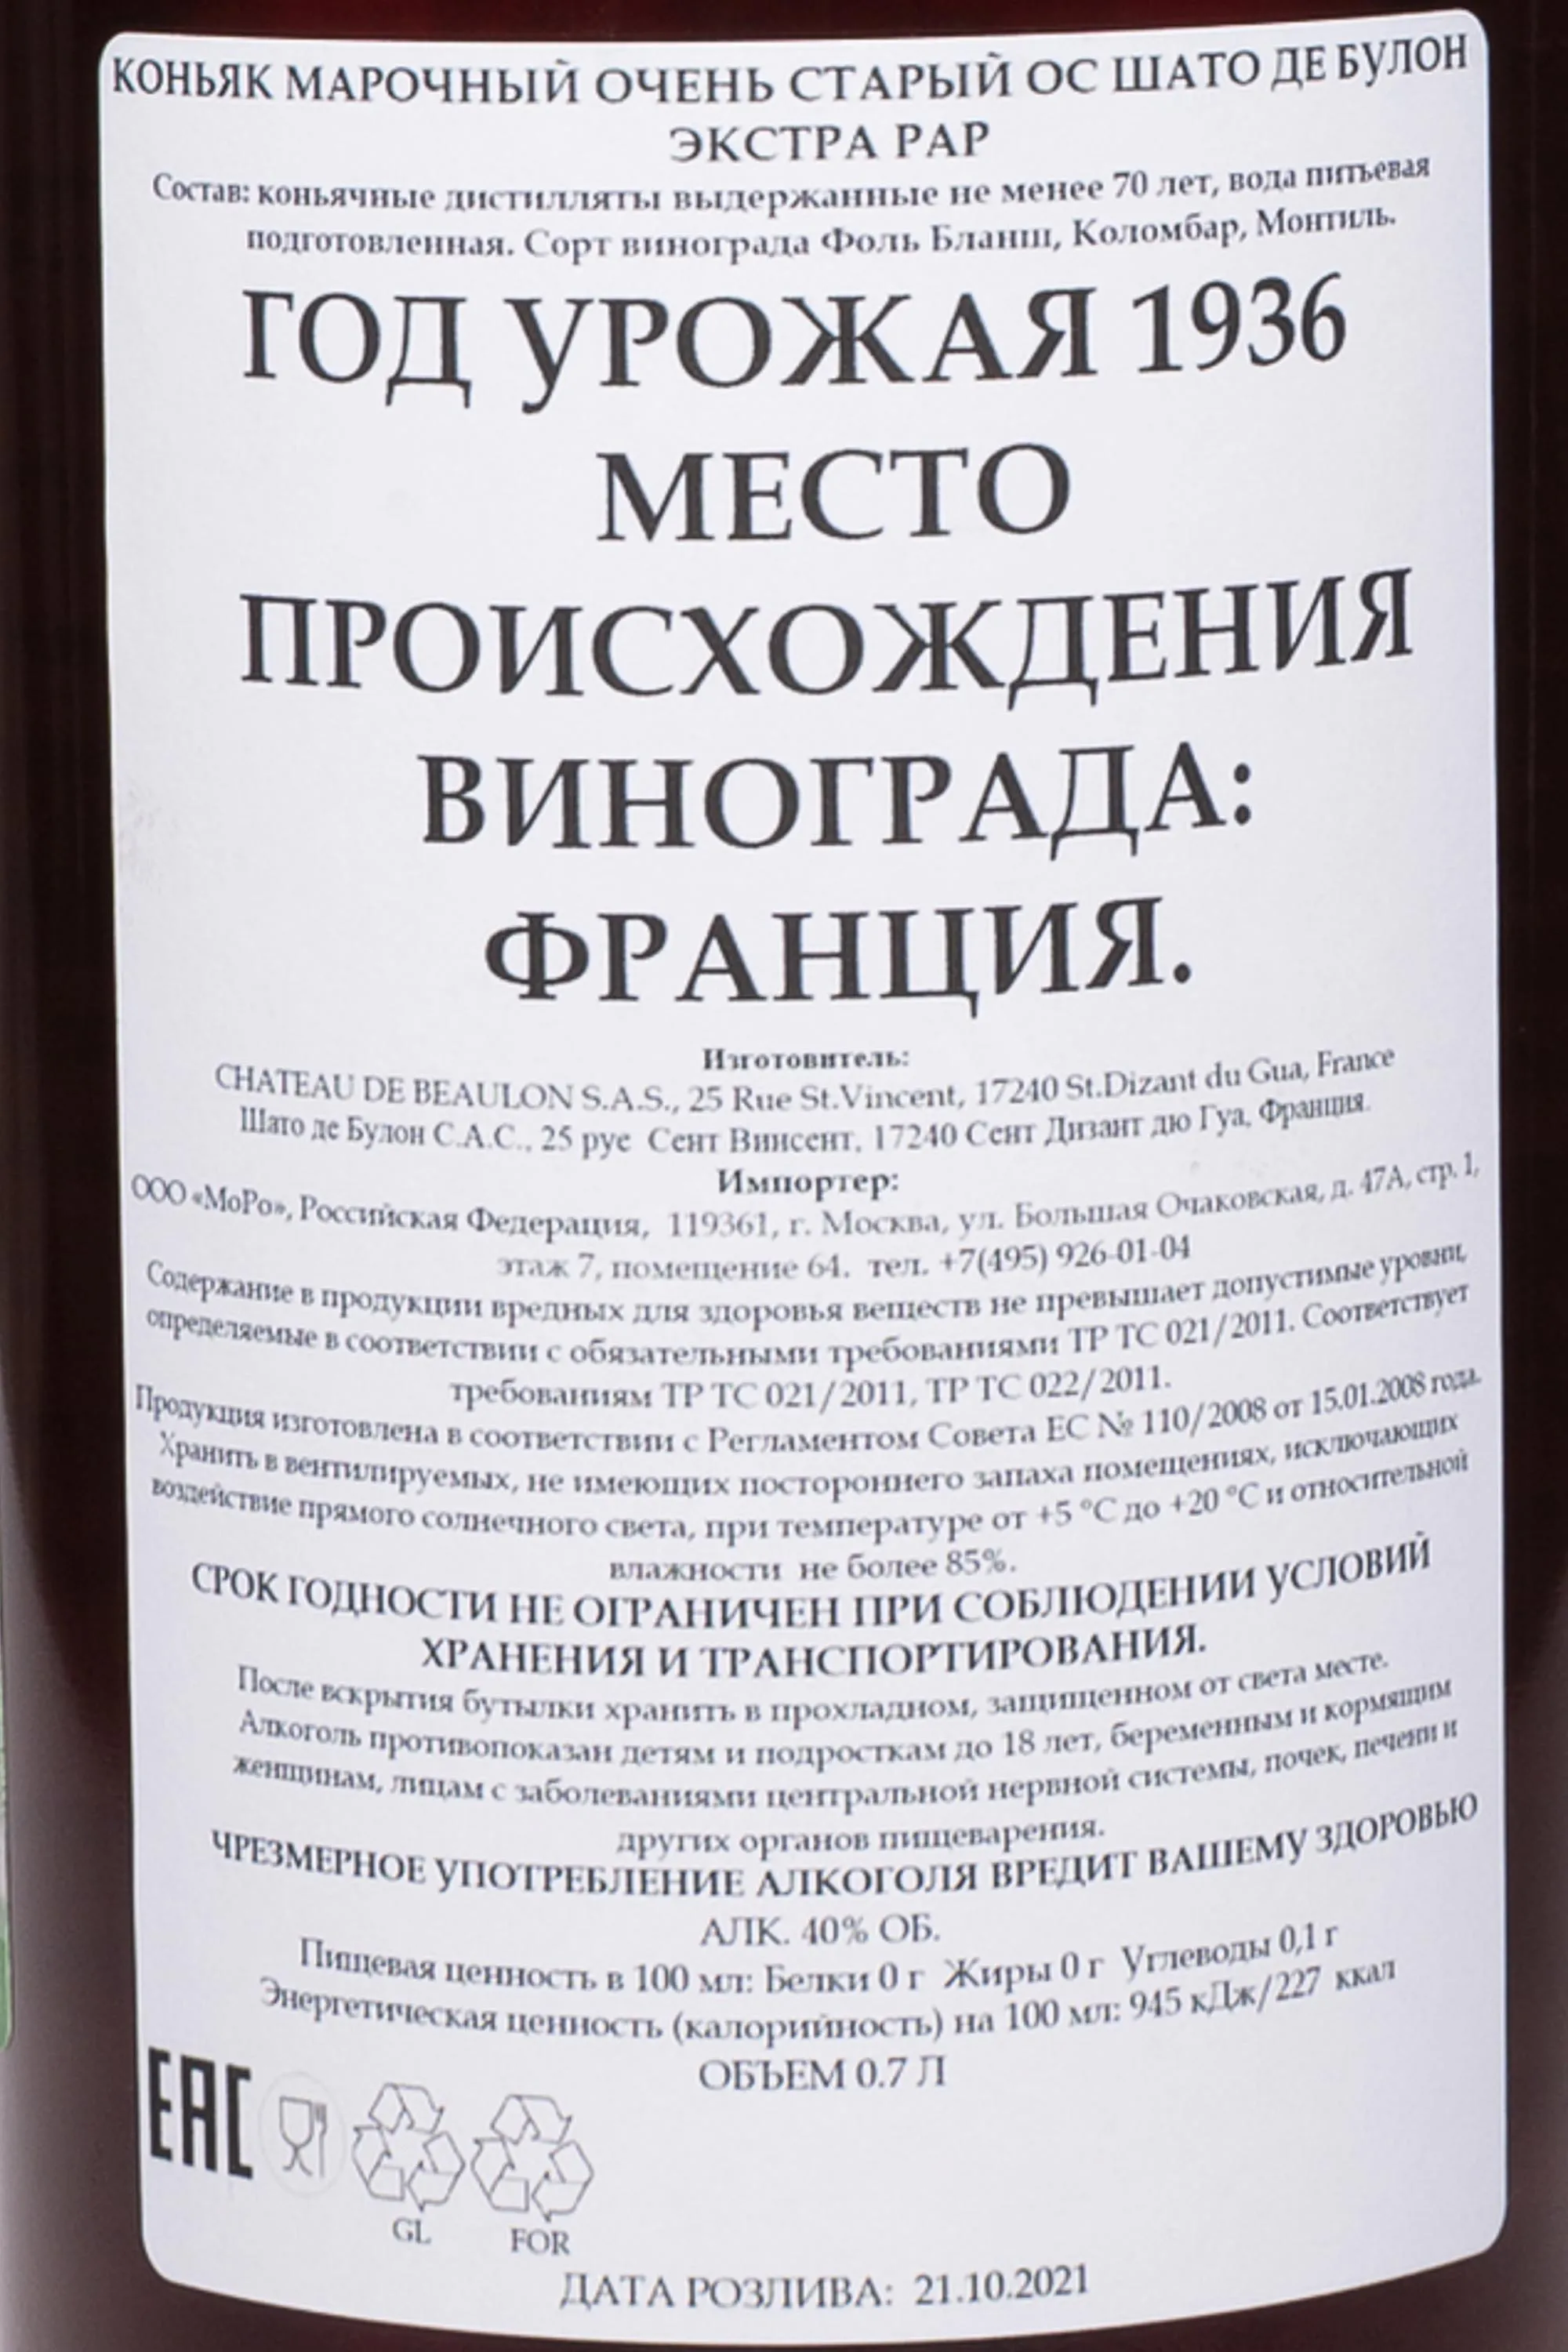 КОНЬЯК МАРОЧНЫЙ ОЧЕНЬ СТАРЫЙ ОС ШАТО ДЕ БУЛОН
ЭКСТРА РАР
Состав: коньячные дистилляты выдержанные не менее 70 лет, вода питьевая
подготовленная. Сорт винограда Фоль Бланш, Коломбар, Монтиль.
ГОД УРОЖАЯ 1936
МЕСТО
ПРОИСХОЖДЕНИЯ
ВИНОГРАДА:
ФРАНЦИЯ.
Изготовитель:
CHATEAU DE BEAULON S.A.S., 25 Rue St.Vincent, 17240 St.Dizant du Gua, France
Шато де Булон С.А.С., 25 руе Сент Винсент, 17240 Сент Дизант дю Гуа, Франция.
Импортер:
ООО «МоРо», Российская Федерация, 119361, г. Москва, ул. Большая Очаковская, д. 47А, стр. 1,
этаж 7, помещение 64. тел. +7(495) 926-01-04
Содержание в продукции вредных для здоровья веществ не превышает допустимые уровни,
определяемые в соответствии с обязательными требованиями ТР ТС 021/2011. Соответствует
требованиям ТР ТС 021/2011, ТР ТС 022/2011.
Продукция изготовлена в соответствии с Регламентом Совета ЕС № 110/2008 от 15.01.2008 года.
Хранить в вентилируемых, не имеющих постороннего запаха помещениях, исключающих
воздействие прямого солнечного света, при температуре от +5 °С до +20 °С и относительной
влажности не более 85%.
СРОК ГОДНОСТИ НЕ ОГРАНИЧЕН ПРИ СОБЛЮДЕНИИ УСЛОВИЙ
ХРАНЕНИЯ И ТРАНСПОРТИРОВАНИЯ.
После вскрытия бутылки хранить в прохладном, защищенном от света месте.
Алкоголь противопоказан детям и подросткам до 18 лет, беременным и кормящим
женщинам, лицам с заболеваниями центральной нервной системы, почек, печени и
других органов пищеварения.
ЧРЕЗМЕРНОЕ УПОТРЕБЛЕНИЕ АЛКОГОЛЯ ВРЕДИТ ВАШЕМУ ЗДОРОВЬЮ
АЛК. 40% ОБ.
Пищевая ценность в 100 мл: Белки 0 г Жиры 0 г Углеводы 0,1 г
Энергетическая ценность (калорийность) на 100 мл: 945 кДж/227 ккал
ОБЪЕМ 0.7 Л
EAC
GL
FOR
ДАТА РОЗЛИВА: 21.10.2021